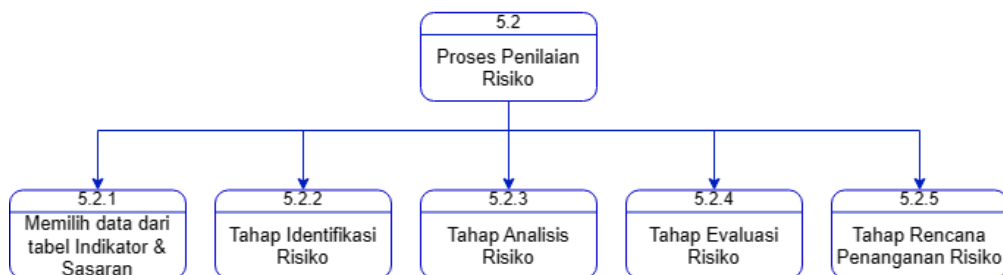 5.2
Proses Penilaian
Risiko
5.2.1
Memilih data dari
tabel Indikator &
Sasaran
5.2.2
Tahap Identifikasi
Risiko
5.2.3
Tahap Analisis
Risiko
5.2.4
Tahap Evaluasi
Risiko
5.2.5
Tahap Rencana
Penanganan Risiko